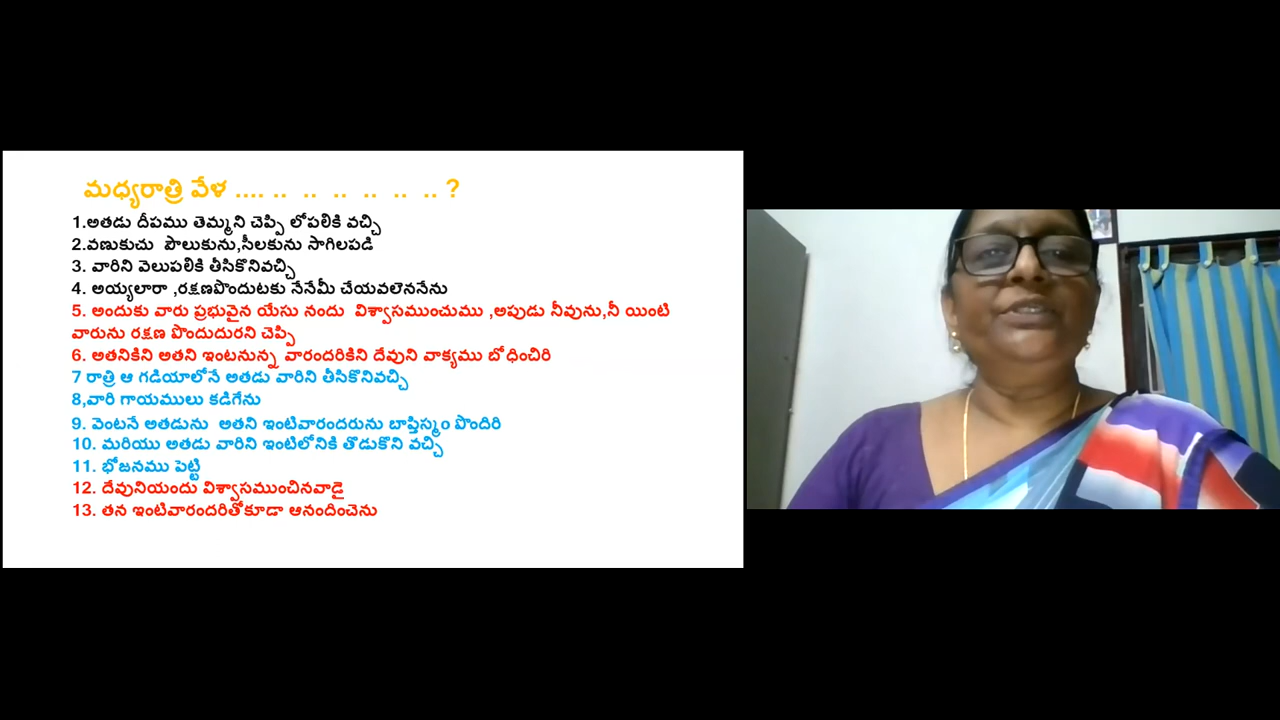 మధ్యరాత్రి వేళ .... .. .. .. .. .. .. ?
1.అతడు దీపము తెమ్మని చెప్పి లోపలికి వచ్చి
2.వణుకుచు పౌలుకును,సీలకును సాగిలపడి
3. వారిని వెలుపలికి తీసికొనివచ్చి
4. అయ్యలారా ,రక్షణపొందుటకు నేనేమీ చేయవలెననేను
5. అందుకు వారు ప్రభువైన యేసు నందు విశ్వాసముంచుము ,అపుడు నీవును,నీ యింటి
వారును రక్షణ పొందుదురని చెప్పి
6. అతనికిని అతని ఇంటనున్న వారందరికిని దేవుని వాక్యము బోధించిరి
7 రాత్రి ఆ గడియాలోనే అతడు వారిని తీసికొనివచ్చి
8,వారి గాయములు కడిగేను
9. వెంటనే అతడును అతని ఇంటివారందరును బాప్తిస్మం పొందిరి
10. మరియు అతడు వారిని ఇంటిలోనికి తోడుకొని వచ్చి
11. భోజనము పెట్టి
12. దేవునియందు విశ్వాసముంచినవాడై
13. తన ఇంటివారందరితోకూడా ఆనందించెను